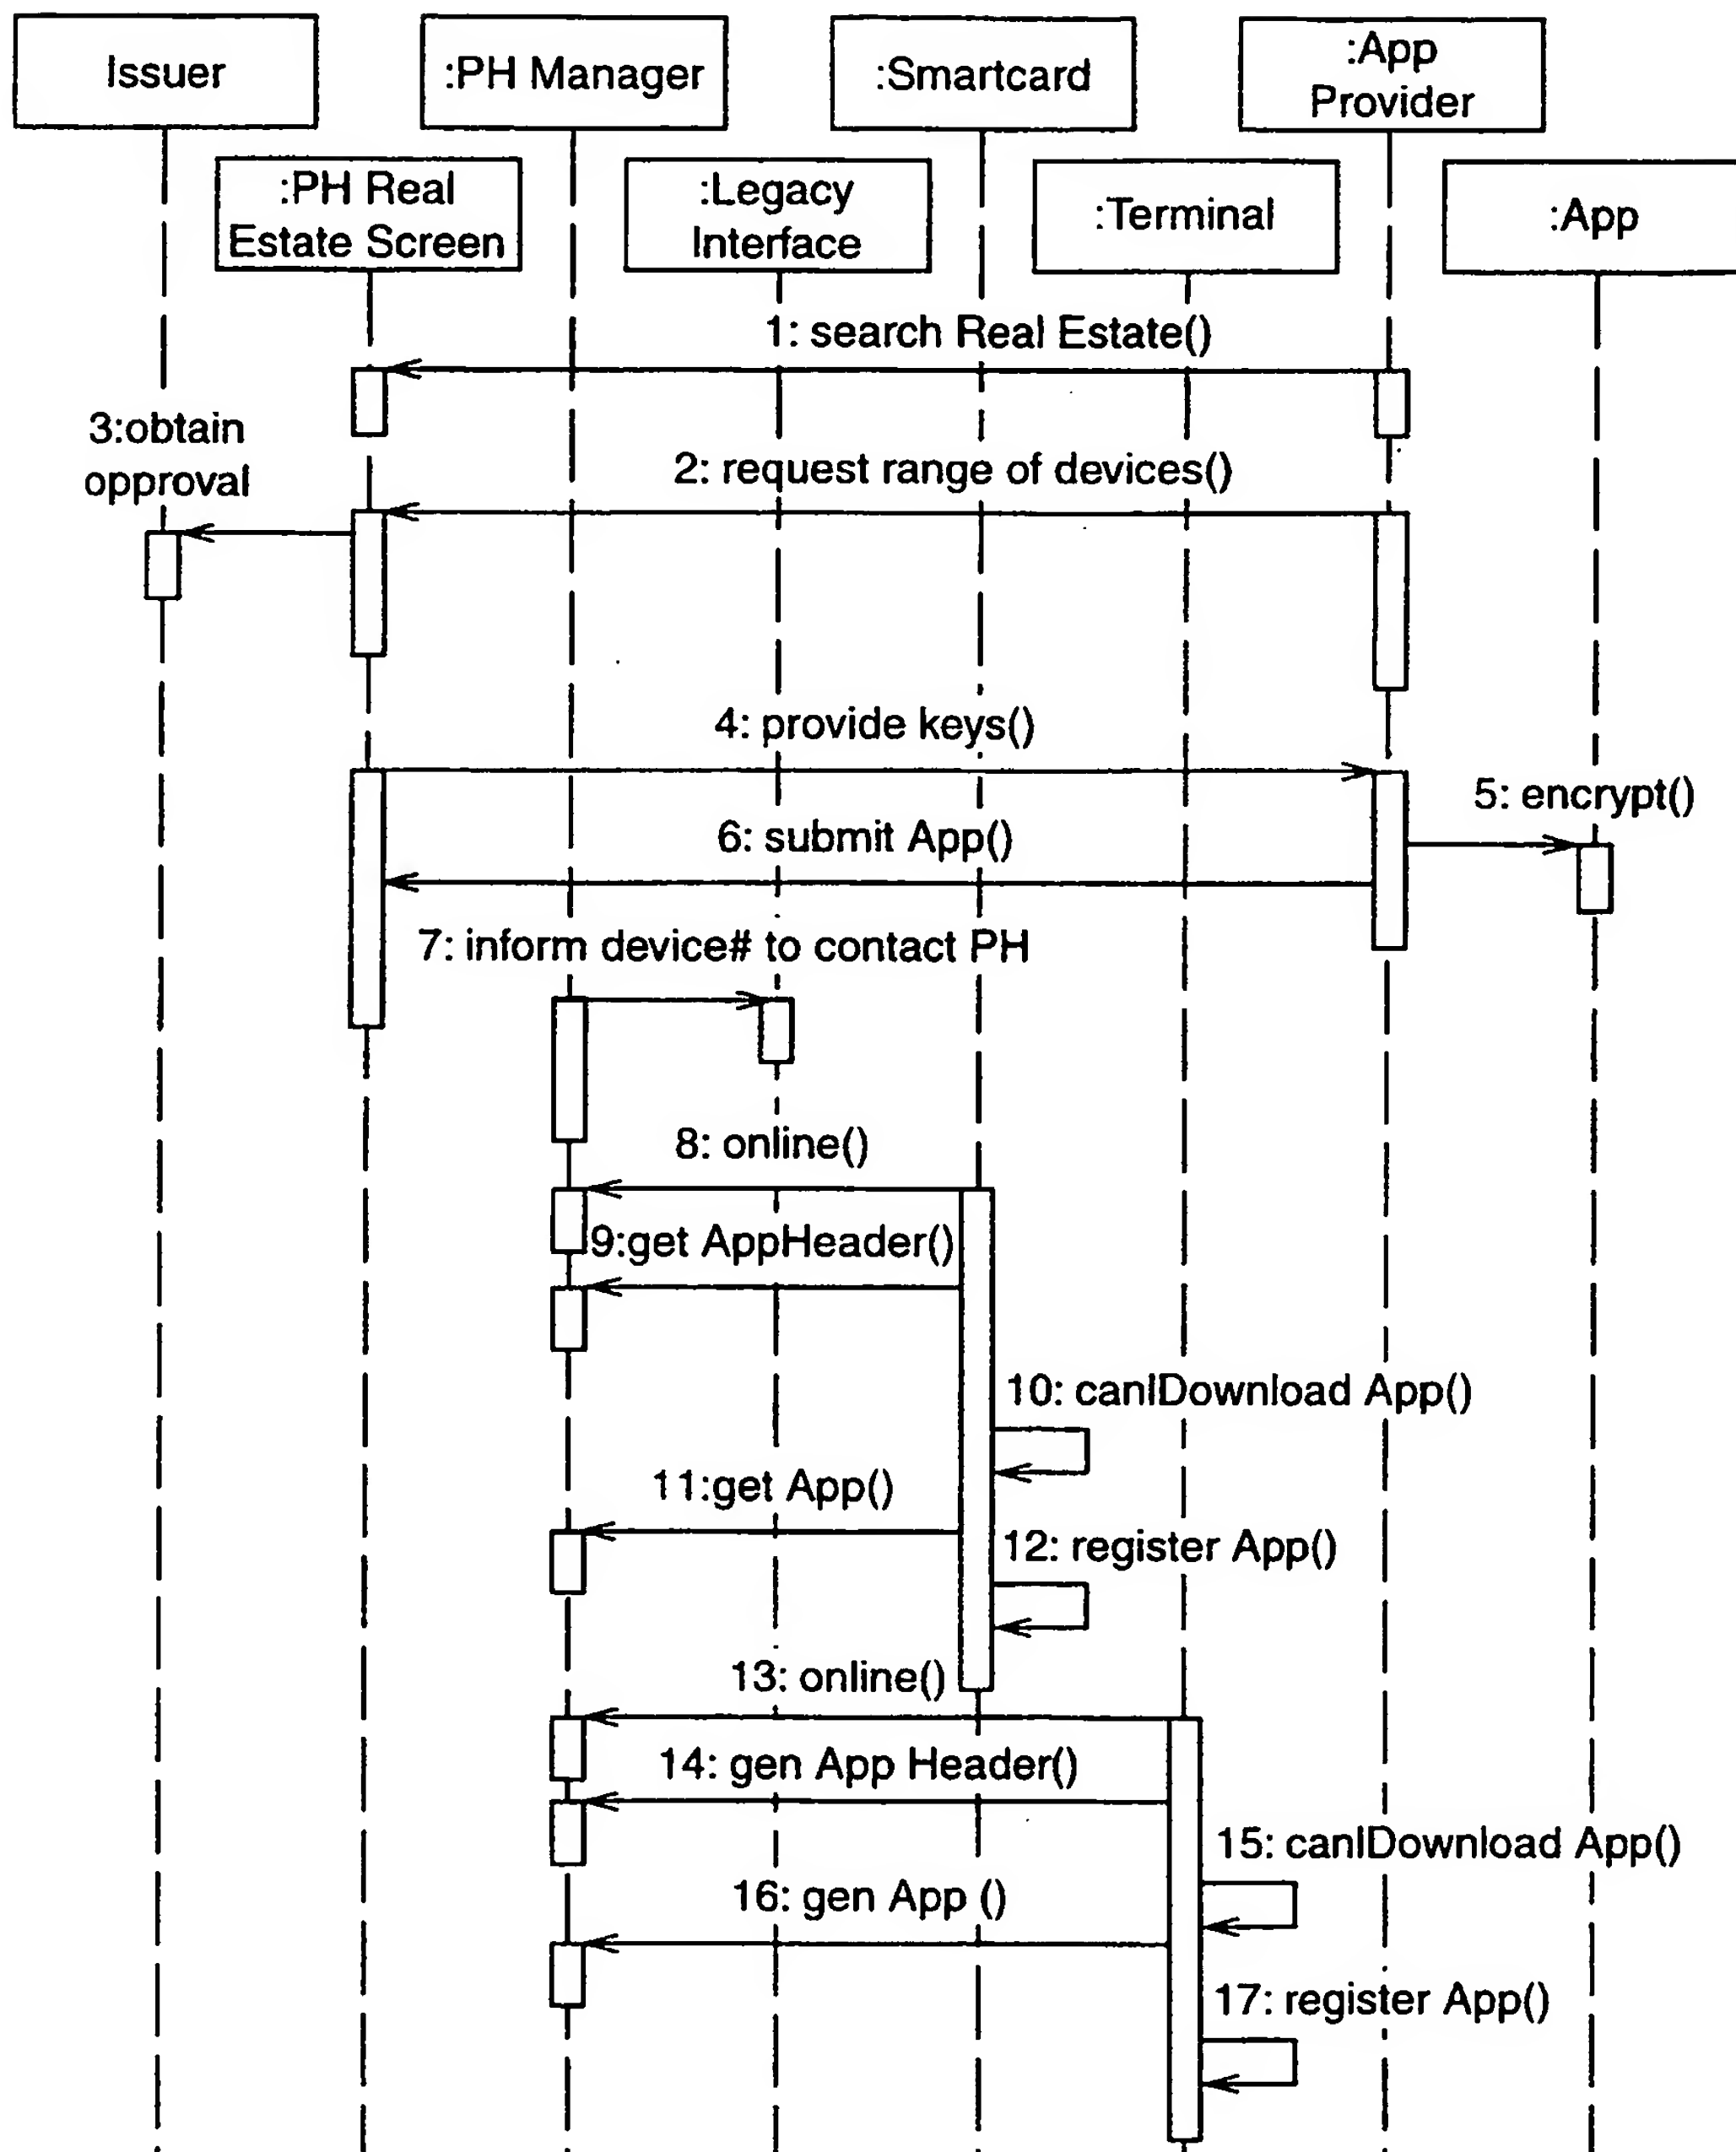 Issuer
:PH Manager
:Smartcard
:App
Provider
:PH Real
Estate Screen
:Legacy
Interface
:Terminal
:App
1: search Real Estate()
3:obtain
opproval
2: request range of devices()
4: provide keys()
5: encrypt()
6: submit App()
7: inform device# to contact PH
8: online()
9:get AppHeader()
10: canIDownload App()
11:get App()
12: register App()
13: online()
14: gen App Header()
15: canIDownload App()
16: gen App ()
17: register App()